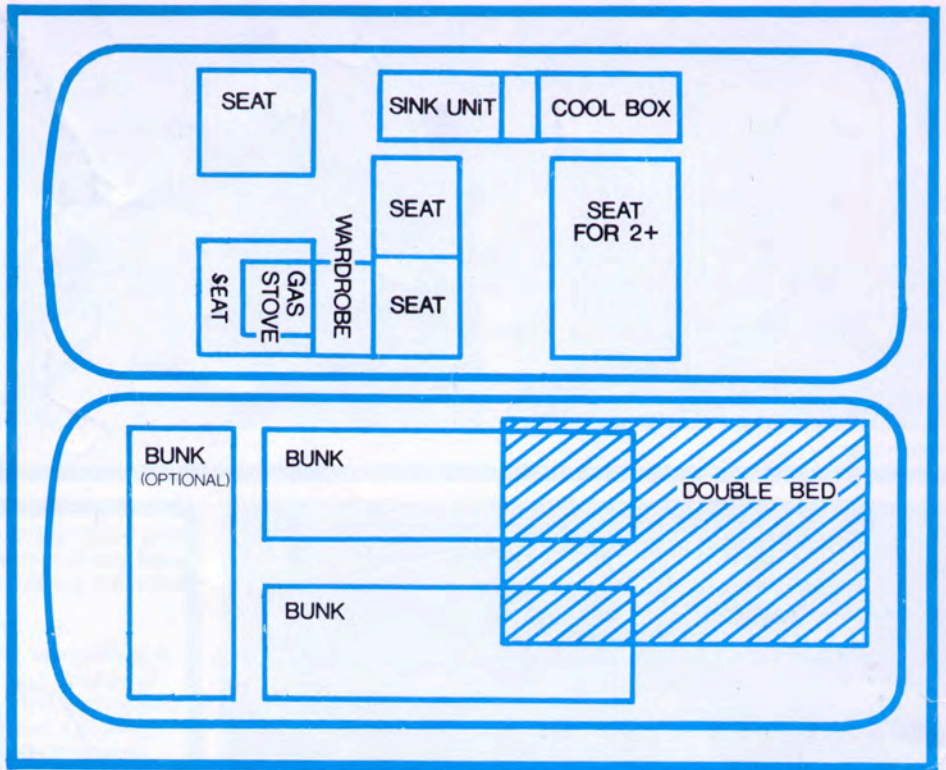 SEAT
SINK UNiT
COOL BOX
SEAT
SEAT
FOR 2+
WARDROBE
GAS
STOVE
SEAT
SEAT
BUNK
(OPTIONAL)
BUNK
DOUBLE BED
BUNK